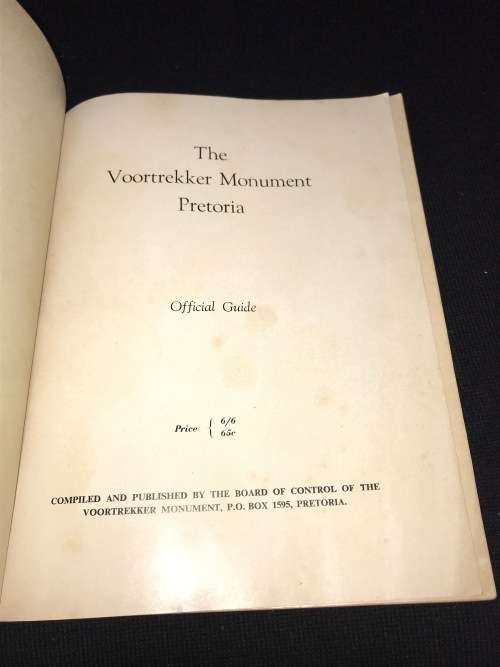 The
Voortrekker Monument
Pretoria
Official Guide
Price { 6/6
65c
COMPILED AND PUBLISHED BY THE BOARD OF CONTROL OF THE
VOORTREKKER MONUMENT, P.O. BOX 1595, PRETORIA.